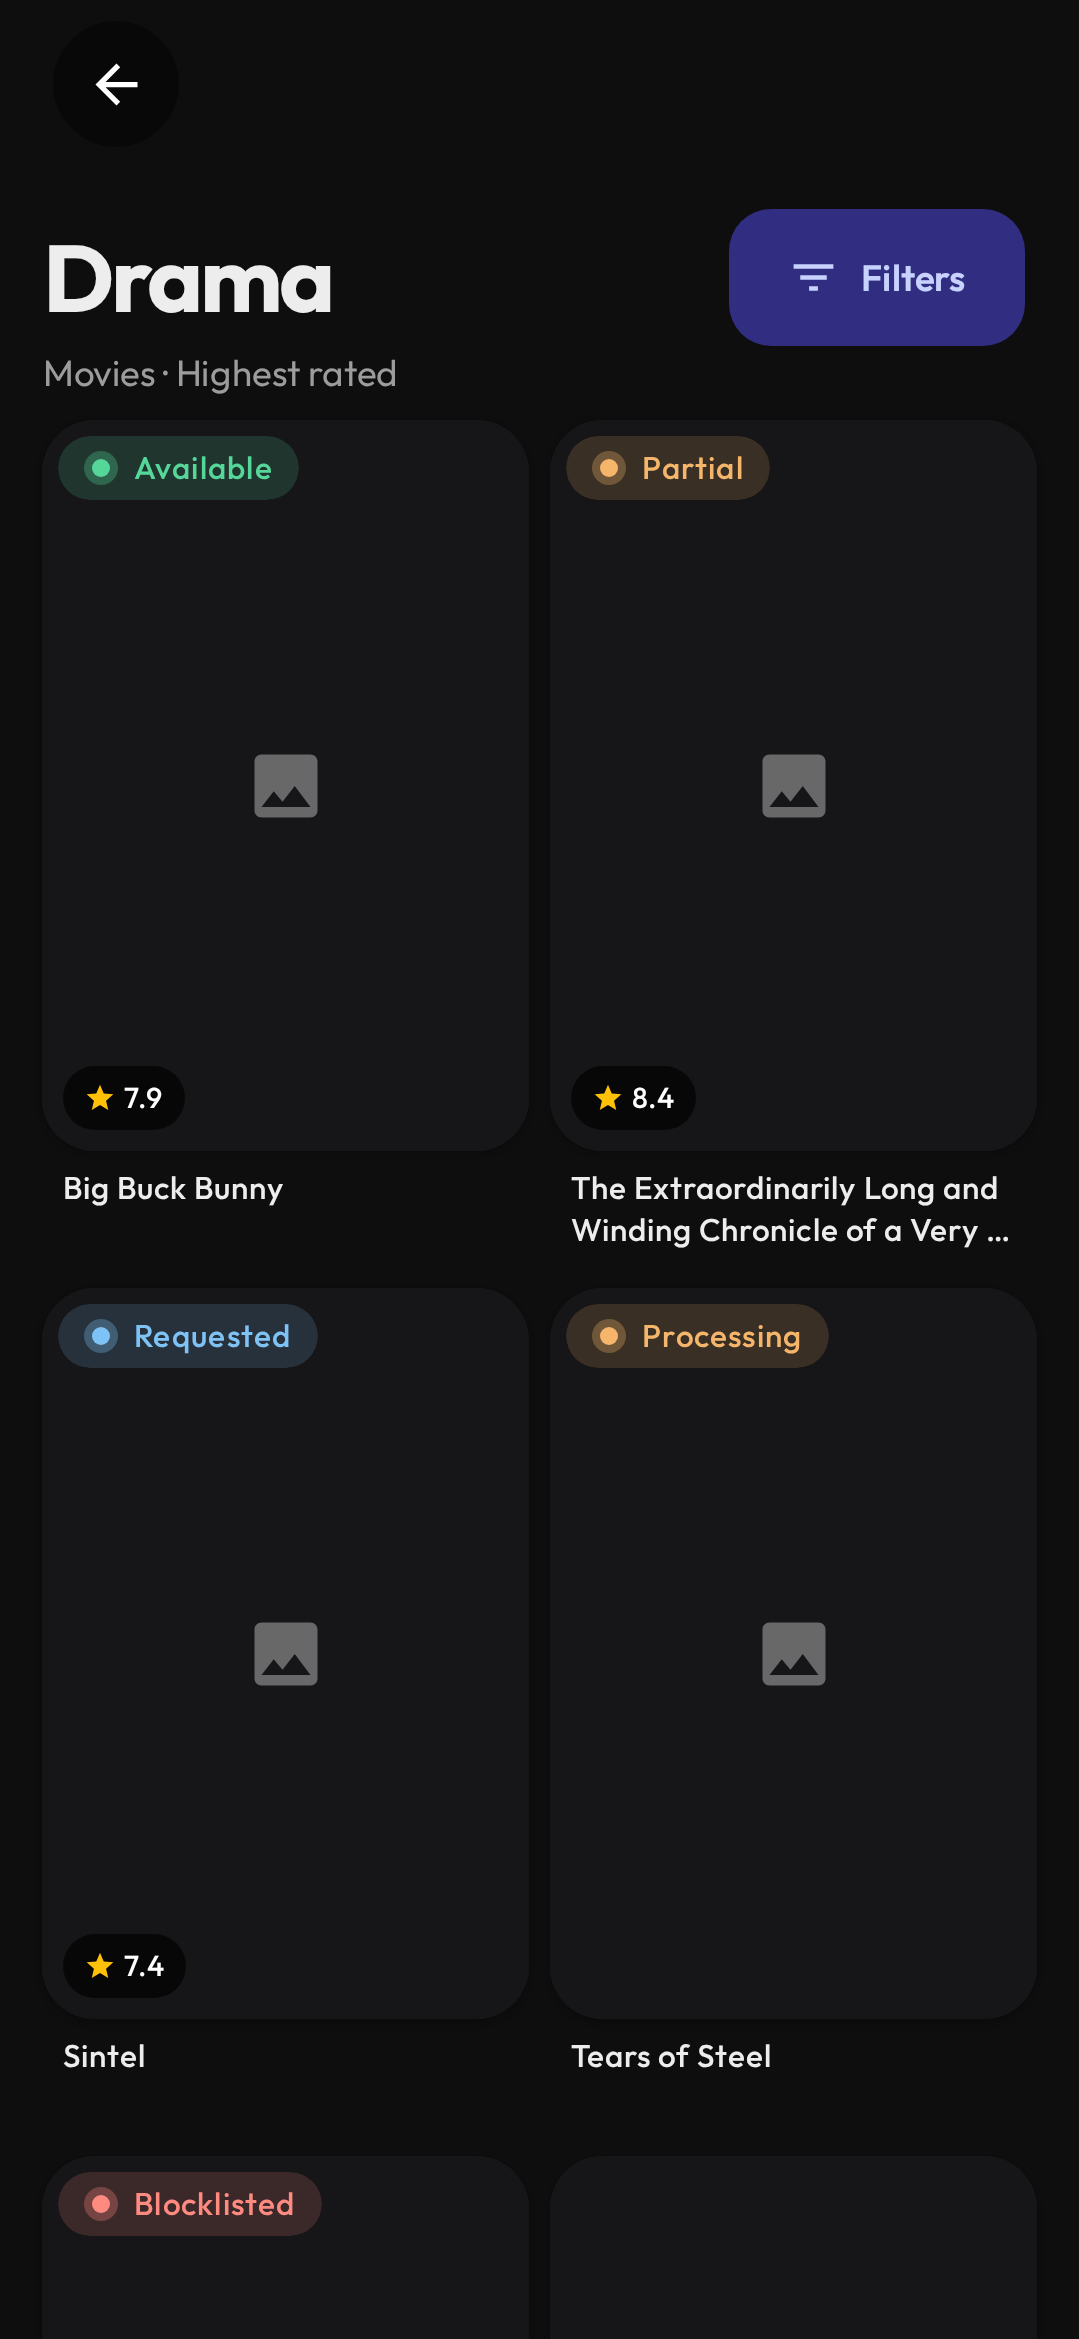 Drama
Filters
Movies · Highest rated
Available
Partial
7.9
8.4
Big Buck Bunny
The Extraordinarily Long and
Winding Chronicle of a Very ...
Requested
Processing
7.4
Sintel
Tears of Steel
Blocklisted